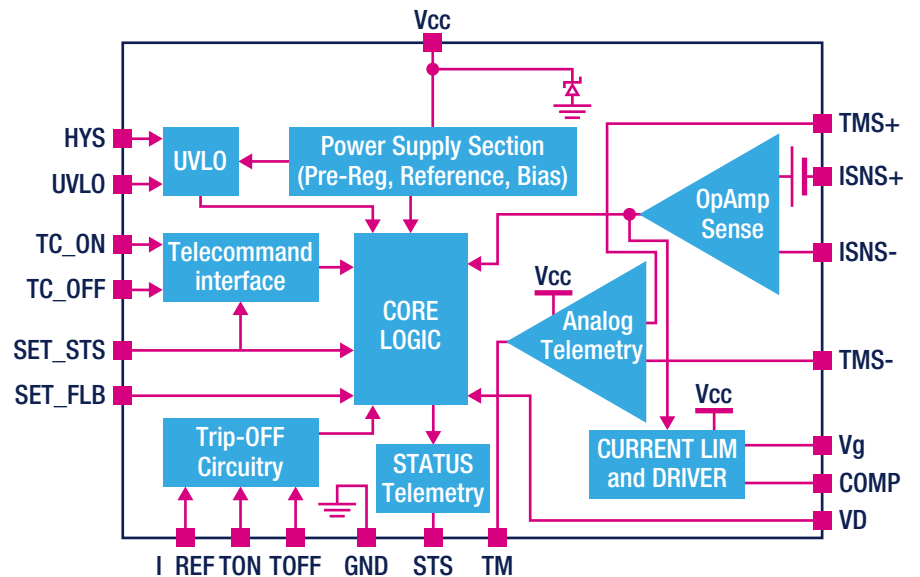 Vcc
HYS
UVLO
TC_ON
TC_OFF
SET_STS
SET_FLB
UVLO
Power Supply Section
(Pre-Reg, Reference, Bias)
Telecommand
interface
CORE
LOGIC
Trip-OFF
Circuitry
STATUS
Telemetry
OpAmp
Sense
Vcc
Analog
Telemetry
Vcc
CURRENT LIM
and DRIVER
TMS+
ISNS+
ISNS-
TMS-
Vg
COMP
VD
I REF TON TOFF GND STS TM